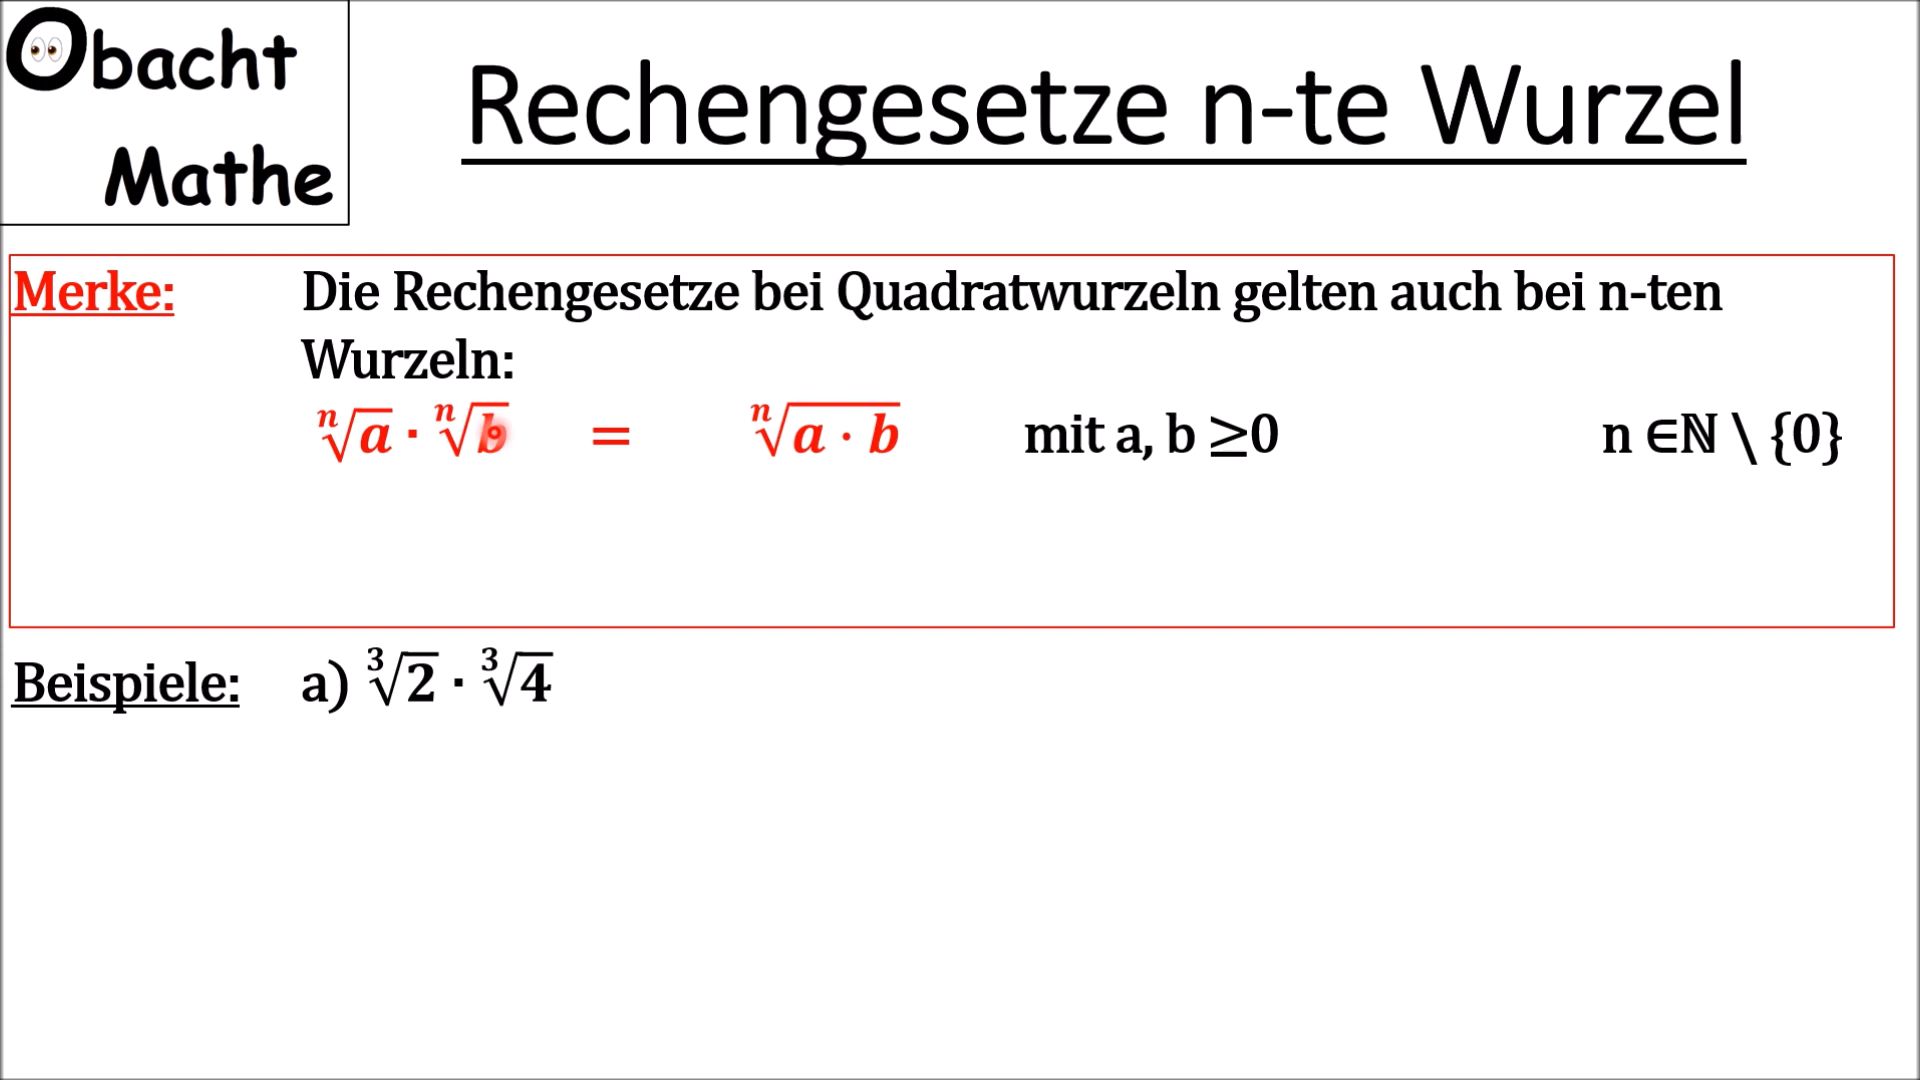 Obacht
Mathe
Rechengesetze n-te Wurzel
Merke: Die Rechengesetze bei Quadratwurzeln gelten auch bei n-ten
Wurzeln:
ⁿ√a · ⁿ√b = ⁿ√(a · b) mit a, b ≥0 n ∈ℕ \ {0}
Beispiele: a) ³√2 · ³√4